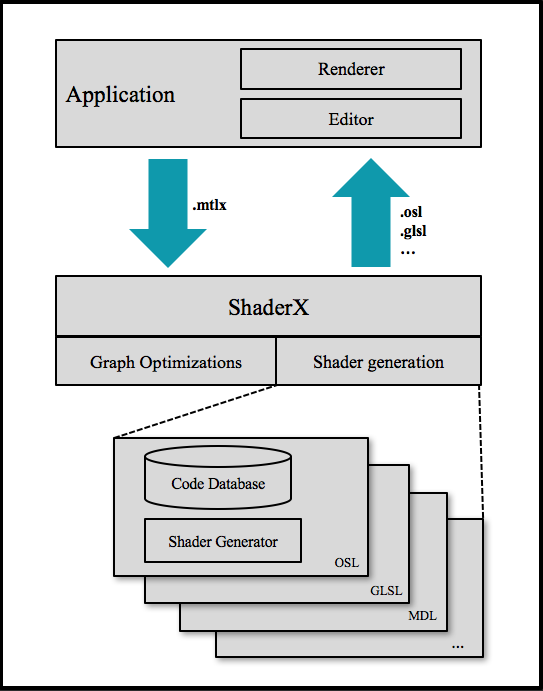 Application
Renderer
Editor
.mtlx
.osl
.glsl
...
ShaderX
Graph Optimizations
Shader generation
Code Database
Shader Generator
OSL
GLSL
MDL
...